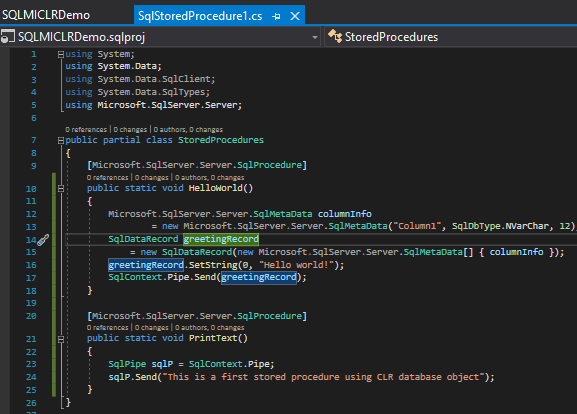 SQLMICLRDemo
SqlStoredProcedure1.cs
SQLMICLRDemo.sqlproj
StoredProcedures
1 using System;
2 using System.Data;
3 using System.Data.SqlClient;
4 using System.Data.SqlTypes;
5 using Microsoft.SqlServer.Server;
6
0 references | 0 changes | 0 authors, 0 changes
7 public partial class StoredProcedures
8 {
9 [Microsoft.SqlServer.Server.SqlProcedure]
0 references | 0 changes | 0 authors, 0 changes
10 public static void HelloWorld()
11 {
12 Microsoft.SqlServer.Server.SqlMetaData columnInfo
13 = new Microsoft.SqlServer.Server.SqlMetaData("Column1", SqlDbType.NVarChar, 12)
14 SqlDataRecord greetingRecord
15 = new SqlDataRecord(new Microsoft.SqlServer.Server.SqlMetaData[] { columnInfo });
16 greetingRecord.SetString(0, "Hello world!");
17 SqlContext.Pipe.Send(greetingRecord);
18 }
19
20 [Microsoft.SqlServer.Server.SqlProcedure]
0 references | 0 changes | 0 authors, 0 changes
21 public static void PrintText()
22 {
23 SqlPipe sqlP = SqlContext.Pipe;
24 sqlP.Send("This is a first stored procedure using CLR database object");
25 }
26 }